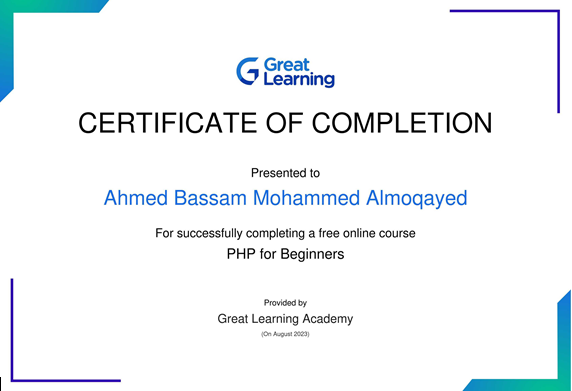 Great
Learning
CERTIFICATE OF COMPLETION
Presented to
Ahmed Bassam Mohammed Almoqayed
For successfully completing a free online course
PHP for Beginners
Provided by
Great Learning Academy
(On August 2023)